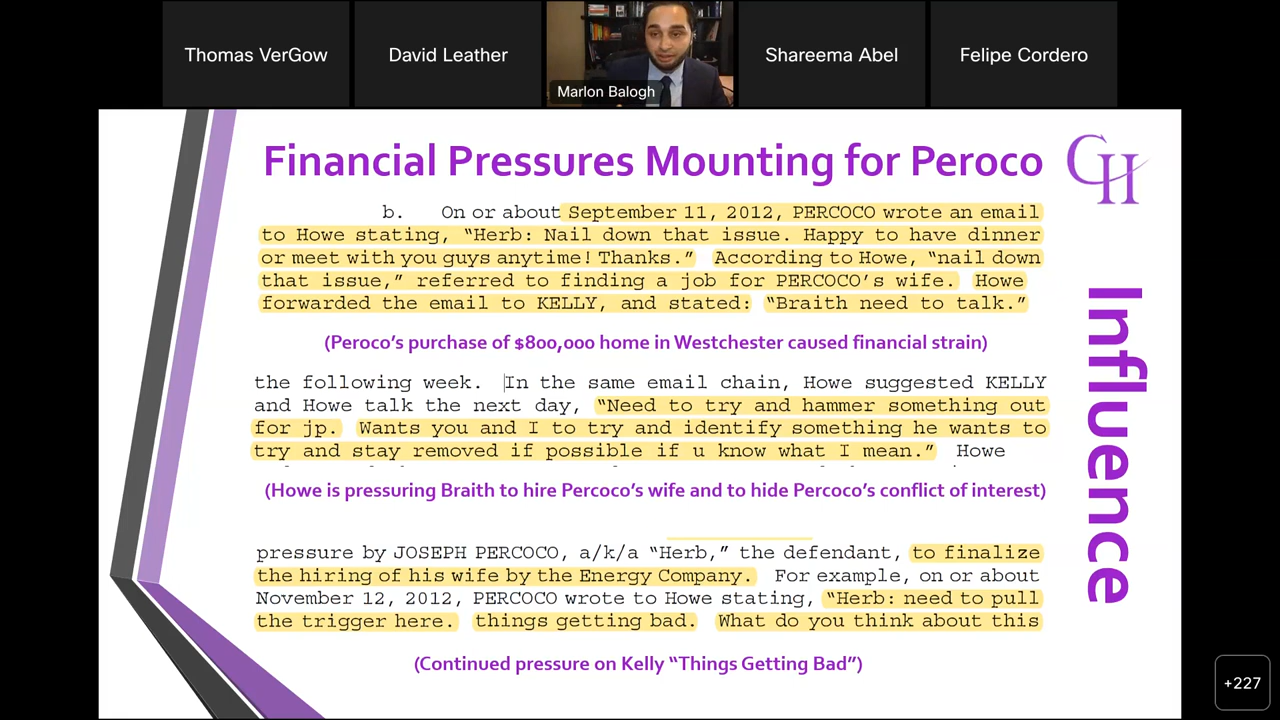 Thomas VerGow
David Leather
Marlon Balogh
Shareema Abel
Felipe Cordero
Financial Pressures Mounting for Peroco
CH
b. On or about September 11, 2012, PERCOCO wrote an email
to Howe stating, “Herb: Nail down that issue. Happy to have dinner
or meet with you guys anytime! Thanks.” According to Howe, “nail down
that issue,” referred to finding a job for PERCOCO’s wife. Howe
forwarded the email to KELLY, and stated: “Braith need to talk.”
(Peroco’s purchase of $800,000 home in Westchester caused financial strain)
the following week. In the same email chain, Howe suggested KELLY
and Howe talk the next day, “Need to try and hammer something out
for jp. Wants you and I to try and identify something he wants to
try and stay removed if possible if u know what I mean.” Howe
(Howe is pressuring Braith to hire Percoco’s wife and to hide Percoco’s conflict of interest)
pressure by JOSEPH PERCOCO, a/k/a “Herb,” the defendant, to finalize
the hiring of his wife by the Energy Company. For example, on or about
November 12, 2012, PERCOCO wrote to Howe stating, “Herb: need to pull
the trigger here. things getting bad. What do you think about this
(Continued pressure on Kelly “Things Getting Bad”)
Influence
+227